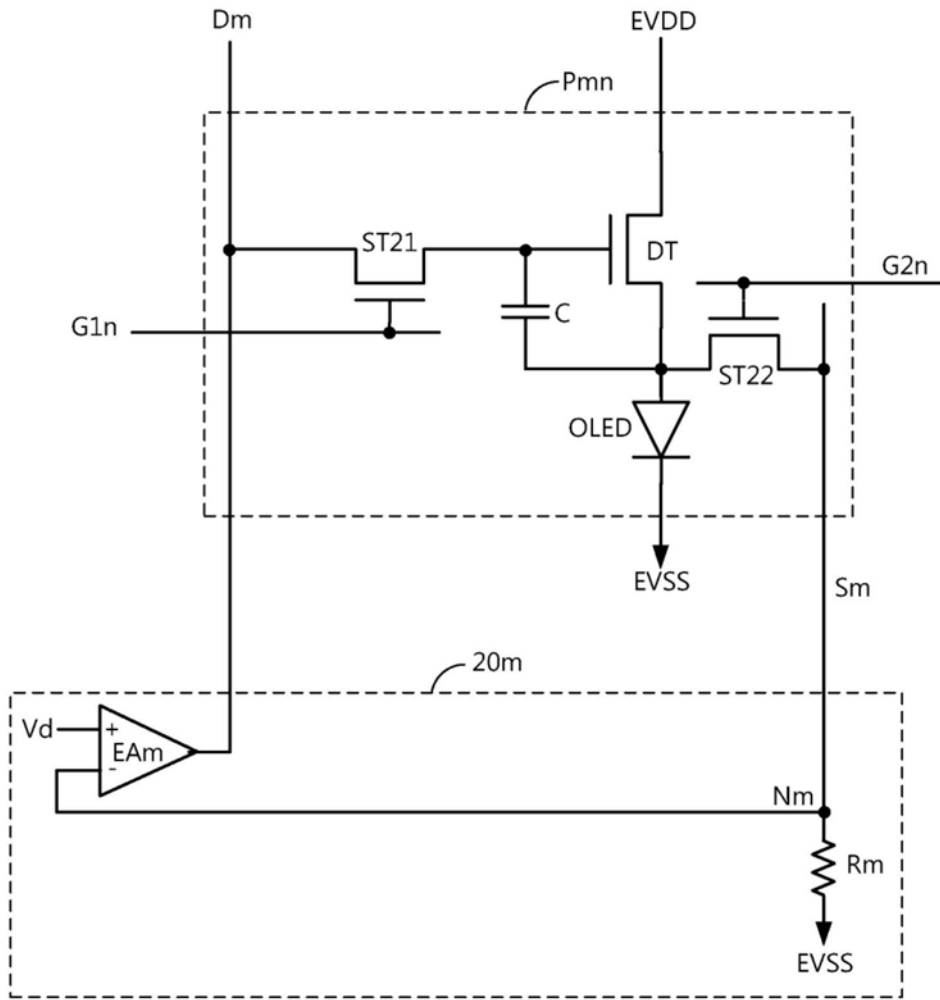 Dm
EVDD
Pmn
ST21
DT
G2n
G1n
C
ST22
OLED
EVSS
Sm
20m
Vd
+
EAm
-
Nm
Rm
EVSS